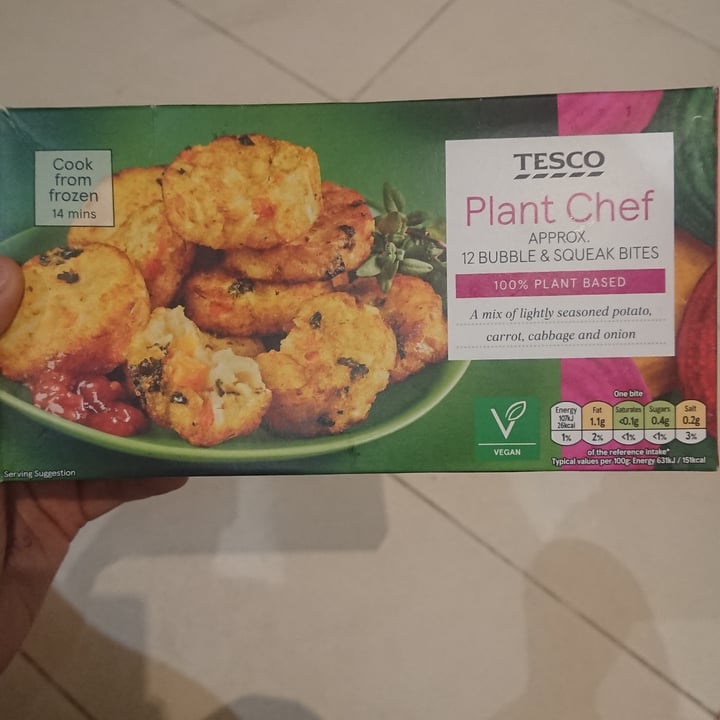 Cook
from
frozen
14 mins
TESCO
Plant Chef
APPROX.
12 BUBBLE & SQUEAK BITES
100% PLANT BASED
A mix of lightly seasoned potato,
carrot, cabbage and onion
V
VEGAN
One bite
Energy Fat Saturates Sugars Salt
107kJ 26kcal 1.1g <0.1g 0.4g 0.2g
1% 2% <1% <1% 3%
of the reference intake*
Typical values per 100g: Energy 631kJ / 151kcal
Serving Suggestion